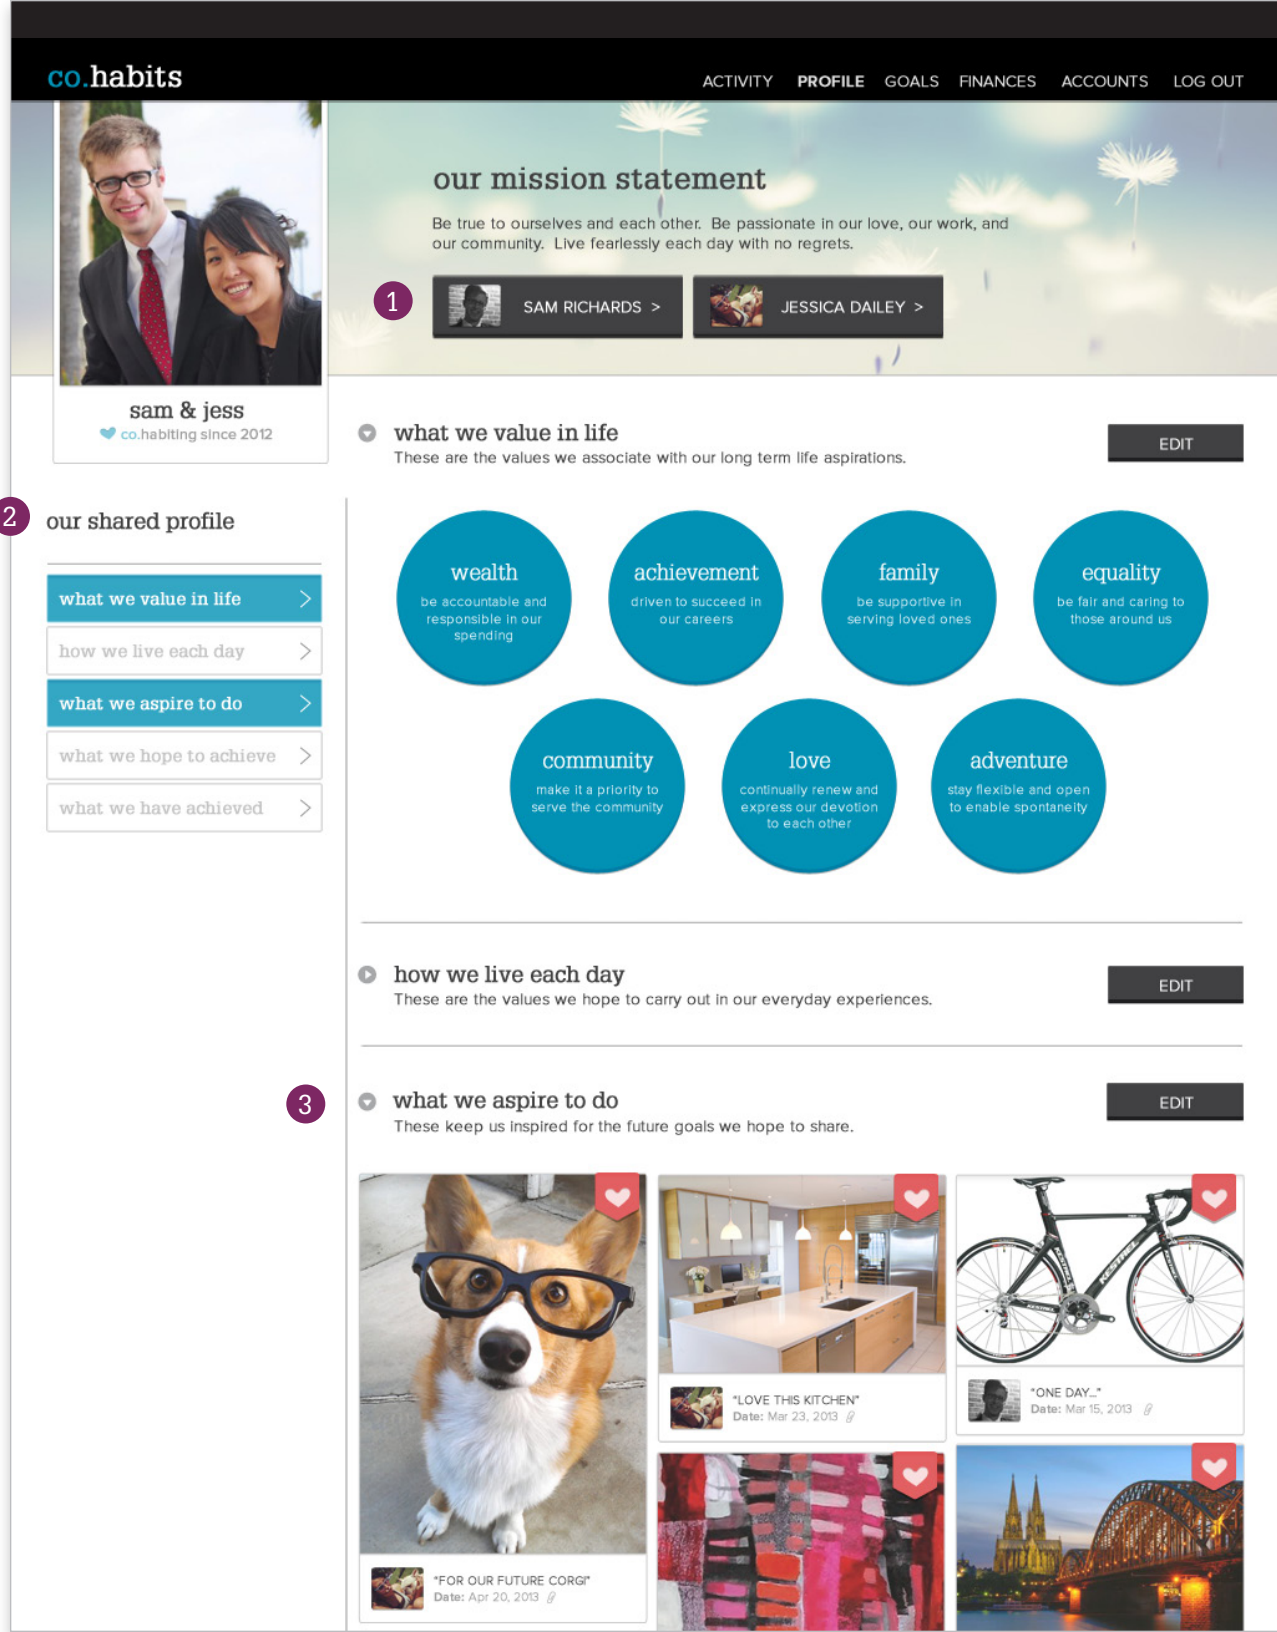 co.habits
ACTIVITY PROFILE GOALS FINANCES ACCOUNTS LOG OUT
our mission statement
Be true to ourselves and each other. Be passionate in our love, our work, and
our community. Live fearlessly each day with no regrets.
1
SAM RICHARDS >
JESSICA DAILEY >
sam & jess
co.habiting since 2012
what we value in life
These are the values we associate with our long term life aspirations.
EDIT
2
our shared profile
what we value in life
how we live each day
what we aspire to do
what we hope to achieve
what we have achieved
wealth
be accountable and
responsible in our
spending
achievement
driven to succeed in
our careers
family
be supportive in
serving loved ones
equality
be fair and caring to
those around us
community
make it a priority to
serve the community
love
continually renew and
express our devotion
to each other
adventure
stay flexible and open
to enable spontaneity
how we live each day
These are the values we hope to carry out in our everyday experiences.
EDIT
3
what we aspire to do
These keep us inspired for the future goals we hope to share.
EDIT
KESTREL
"LOVE THIS KITCHEN"
Date: Mar 23, 2013
"ONE DAY..."
Date: Mar 15, 2013
"FOR OUR FUTURE CORGI"
Date: Apr 20, 2013